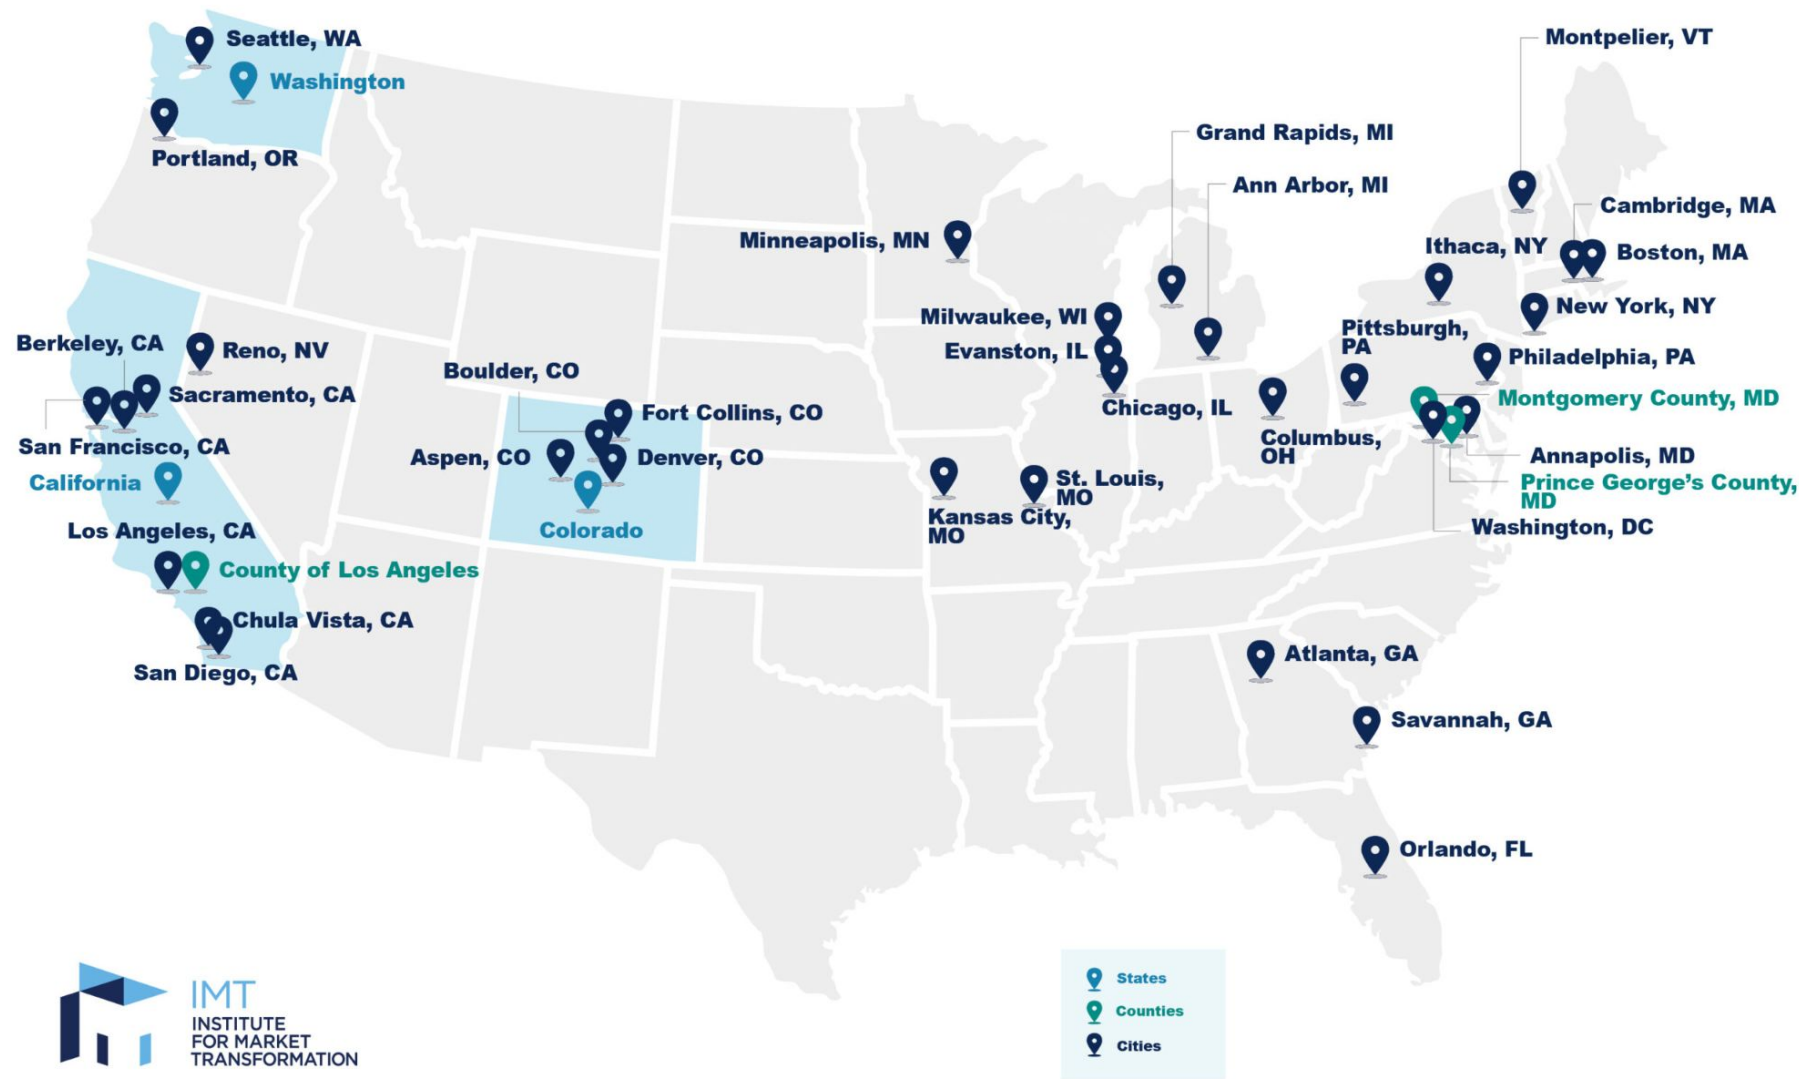 Seattle, WA
Washington
Portland, OR
Montpelier, VT
Grand Rapids, MI
Ann Arbor, MI
Cambridge, MA
Minneapolis, MN
Ithaca, NY
Boston, MA
New York, NY
Milwaukee, WI
Pittsburgh,
PA
Berkeley, CA
Reno, NV
Evanston, IL
Philadelphia, PA
Boulder, CO
Sacramento, CA
Montgomery County, MD
Fort Collins, CO
Chicago, IL
San Francisco, CA
Columbus,
OH
Aspen, CO
Denver, CO
Annapolis, MD
California
St. Louis,
MO
Prince George's County,
MD
Kansas City,
MO
Washington, DC
Los Angeles, CA
Colorado
County of Los Angeles
Chula Vista, CA
San Diego, CA
Atlanta, GA
Savannah, GA
Orlando, FL
States
Counties
Cities
IMT
INSTITUTE
FOR MARKET
TRANSFORMATION